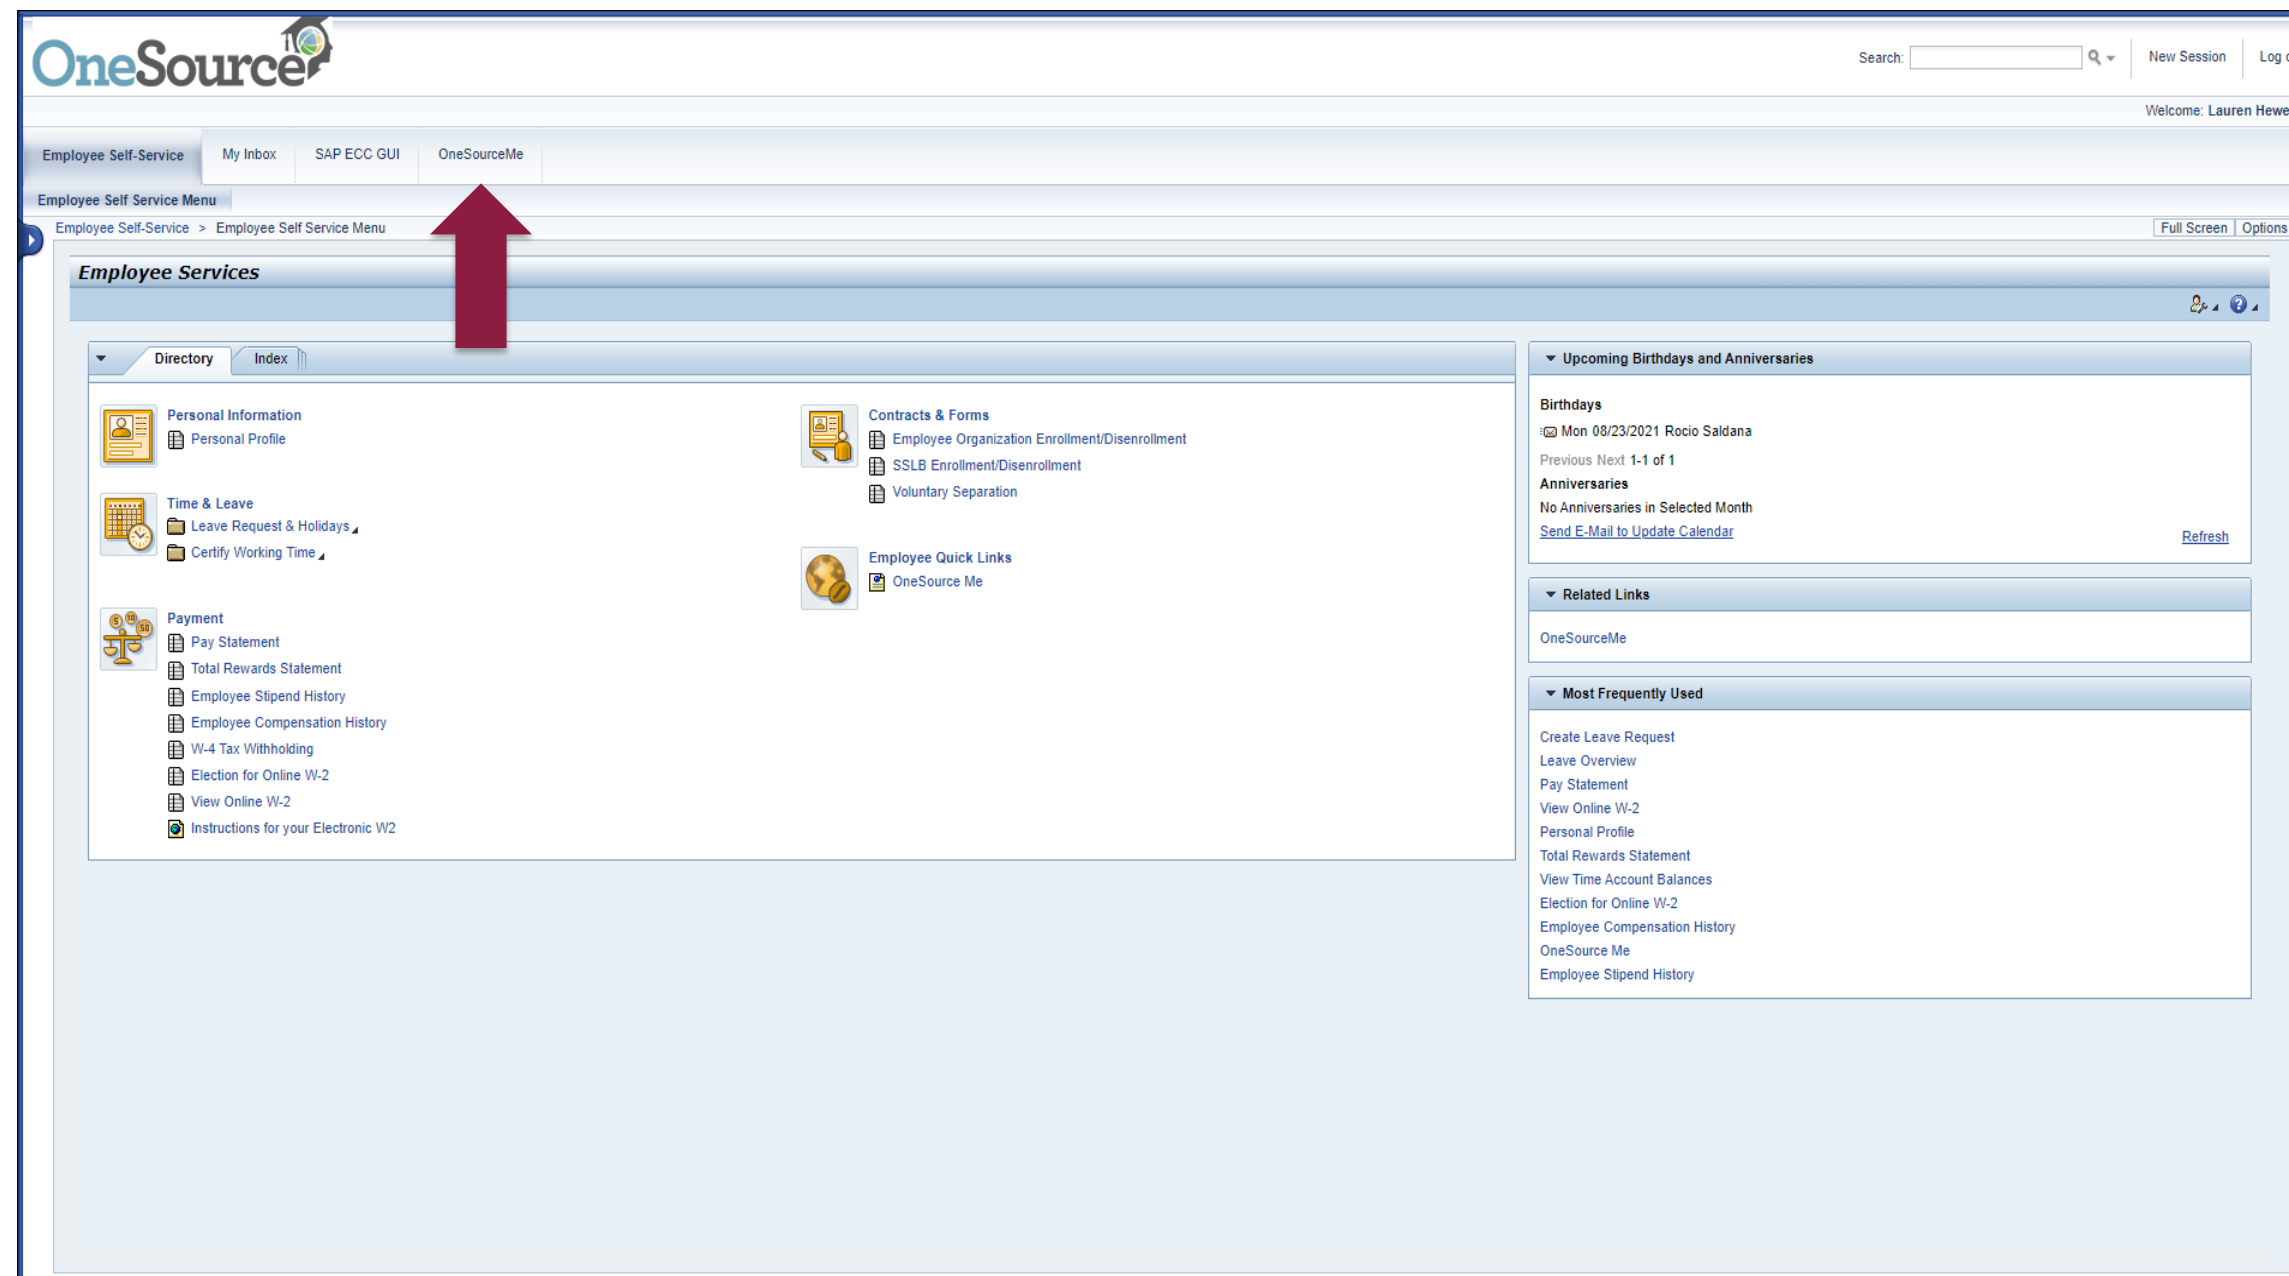 OneSource
Search:
New Session
Log
Welcome: Lauren Hewe
Employee Self-Service
My Inbox
SAP ECC GUI
OneSourceMe
Employee Self Service Menu
Employee Self-Service > Employee Self Service Menu
Full Screen
Options
Employee Services
Directory
Index
Personal Information
Personal Profile
Time & Leave
Leave Request & Holidays
Certify Working Time
Payment
Pay Statement
Total Rewards Statement
Employee Stipend History
Employee Compensation History
W-4 Tax Withholding
Election for Online W-2
View Online W-2
Instructions for your Electronic W2
Contracts & Forms
Employee Organization Enrollment/Disenrollment
SSLB Enrollment/Disenrollment
Voluntary Separation
Employee Quick Links
OneSource Me
Upcoming Birthdays and Anniversaries
Birthdays
Mon 08/23/2021 Rocio Saldana
Previous Next 1-1 of 1
Anniversaries
No Anniversaries in Selected Month
Send E-Mail to Update Calendar
Refresh
Related Links
OneSourceMe
Most Frequently Used
Create Leave Request
Leave Overview
Pay Statement
View Online W-2
Personal Profile
Total Rewards Statement
View Time Account Balances
Election for Online W-2
Employee Compensation History
OneSource Me
Employee Stipend History